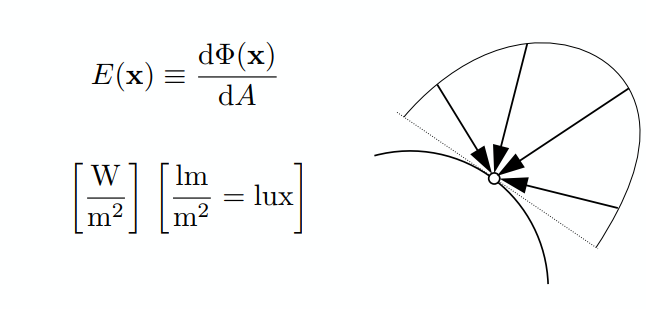 E(𝐱) ≡ dΦ(𝐱) / dA
[W / m²] [lm / m² = lux]